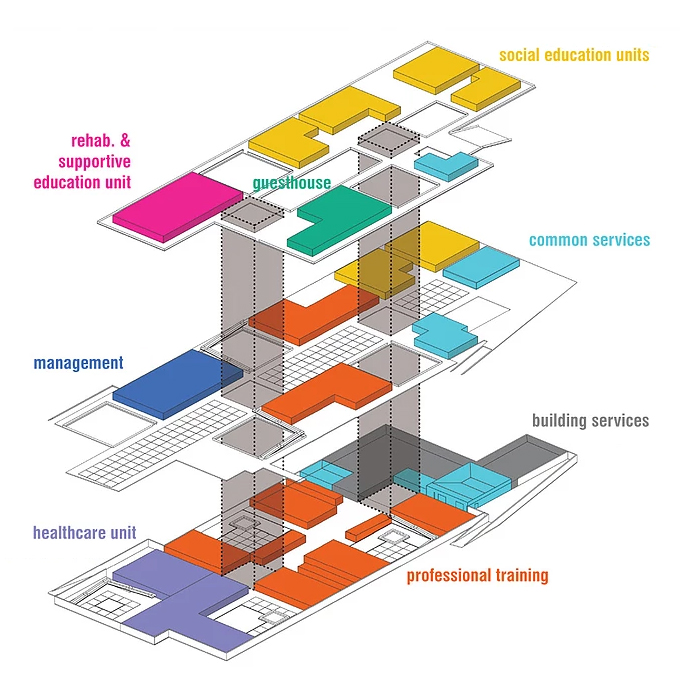 social education units
rehab. &
supportive
education unit
guesthouse
common services
management
building services
healthcare unit
professional training